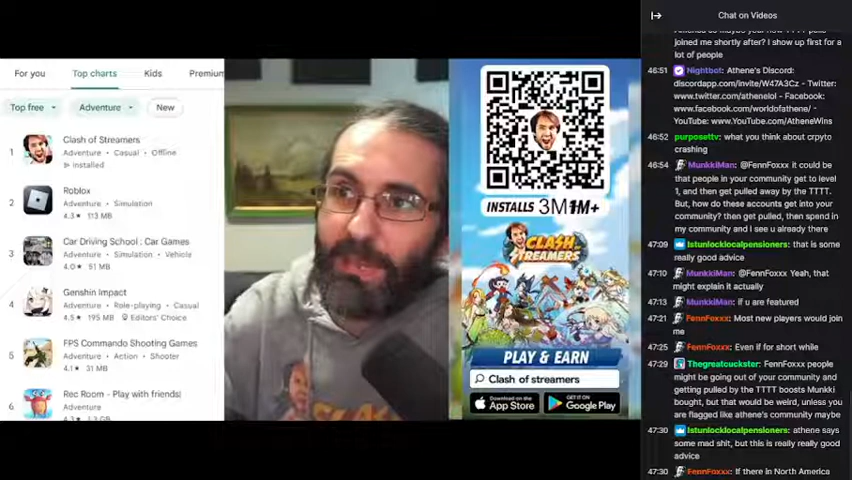 For you
Top charts
Kids
Premium
Top free
Adventure
New
1
Clash of Streamers
Adventure • Casual • Offline
Installed
2
Roblox
Adventure • Simulation
4.3★ 113 MB
3
Car Driving School : Car Games
Adventure • Simulation • Vehicle
4.0★ 51 MB
4
Genshin Impact
Adventure • Role-playing • Casual
4.5★ 195 MB Editors' Choice
5
FPS Commando Shooting Games
Adventure • Action • Shooter
4.1★ 31 MB
6
Rec Room - Play with friends!
Adventure
INSTALLS 3M
1M+
CLASH OF
STREAMERS
PLAY & EARN
Clash of streamers
Download on the
App Store
GET IT ON
Google Play
Chat on Videos
joined me shortly after? I show up first for a
lot of people
46:51 Nightbot: Athene's Discord:
discordapp.com/invite/W47A3Cz - Twitter:
www.twitter.com/athenelol - Facebook:
www.facebook.com/worldofathene/ -
YouTube: www.YouTube.com/AtheneWins
46:52 purposettv: what you think about crpyto
crashing
46:54 MunkkiMan: @FennFoxxx it could be
that people in your community get to level
1, and then get pulled away by the TTTT.
But, how do these accounts get into your
community? then get pulled, then spend in
my community and I see u already there
47:09 Istunlocklocalpensioners: that is some
really good advice
47:10 MunkkiMan: @FennFoxxx Yeah, that
might explain it actually
47:13 MunkkiMan: if u are featured
47:21 FennFoxxx: Most new players would join
me
47:25 FennFoxxx: Even if for short while
47:29 Thegreatcuckster: FennFoxxx people
might be going out of your community and
getting pulled by the TTTT boosts Munkki
bought, but that would be weird, unless you
are flagged like athene's community maybe
47:30 Istunlocklocalpensioners: athene says
some mad shit, but this is really really good
advice
47:30 FennFoxxx: If there in North America